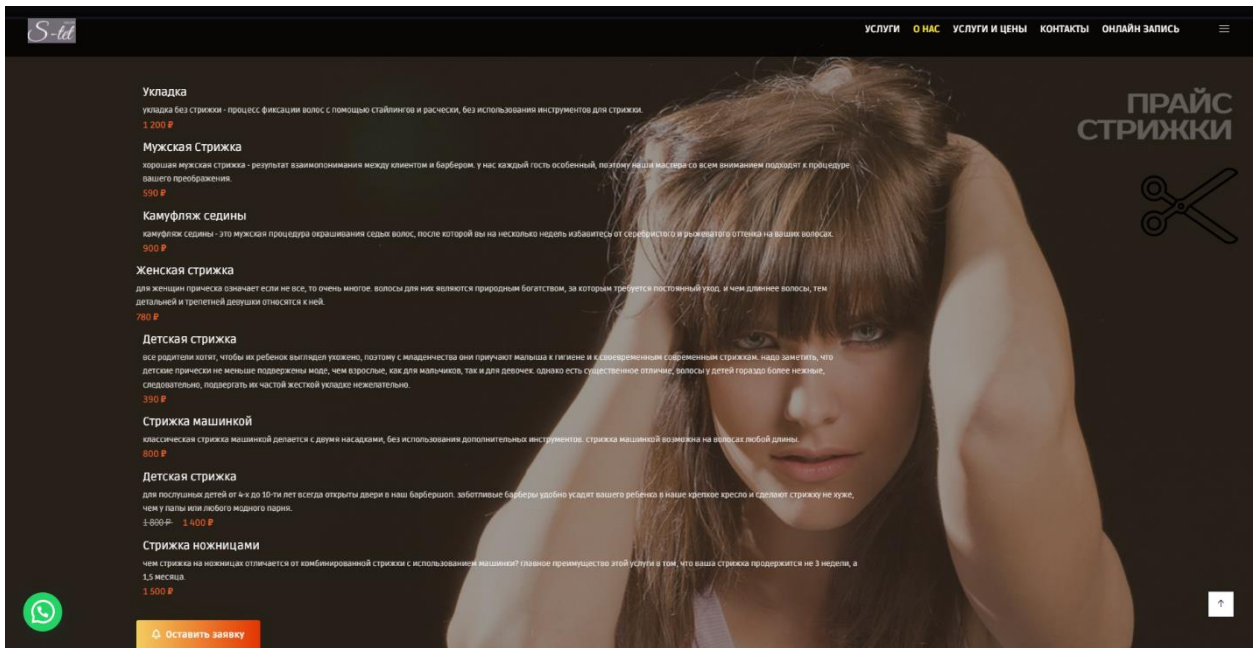 S-tet
УСЛУГИ О НАС УСЛУГИ И ЦЕНЫ КОНТАКТЫ ОНЛАЙН ЗАПИСЬ
ПРАЙС
СТРИЖКИ
Укладка
укладка без стрижки - процесс фиксации волос с помощью стайлингов и расчески, без использования инструментов для стрижки.
1 200 ₽
Мужская Стрижка
хорошая мужская стрижка - результат взаимопонимания между клиентом и барбером. у нас каждый гость особенный, поэтому наши мастера со всем вниманием подходят к процедуре
вашего преображения.
590 ₽
Камуфляж седины
камуфляж седины - это мужская процедура окрашивания седых волос, после которой вы на несколько недель избавитесь от серебристого и рыжеватого оттенка на ваших волосах.
900 ₽
Женская стрижка
для женщин прическа означает если не все, то очень многое. волосы для них являются природным богатством, за которым требуется постоянный уход. и чем длиннее волосы, тем
детальней и трепетней девушки относятся к ней.
780 ₽
Детская стрижка
все родители хотят, чтобы их ребенок выглядел ухожено, поэтому с младенчества они приучают малыша к гигиене и к своевременным современным стрижкам. надо заметить, что
детские прически не меньше подвержены моде, чем взрослые, как для мальчиков, так и для девочек. однако есть существенное отличие, волосы у детей гораздо более нежные,
следовательно, подвергать их частой жесткой укладке нежелательно.
390 ₽
Стрижка машинкой
классическая стрижка машинкой делается с двумя насадками, без использования дополнительных инструментов. стрижка машинкой возможна на волосах любой длины.
800 ₽
Детская стрижка
для послушных детей от 4-х до 10-ти лет всегда открыты двери в наш барбершоп. заботливые барберы удобно усадят вашего ребенка в наше крепкое кресло и сделают стрижку не хуже,
чем у папы или любого модного парня.
1 800 ₽ 1 400 ₽
Стрижка ножницами
чем стрижка на ножницах отличается от комбинированной стрижки с использованием машинки? главное преимущество этой услуги в том, что ваша стрижка продержится не 3 недели, а
1,5 месяца.
1 500 ₽
Оставить заявку